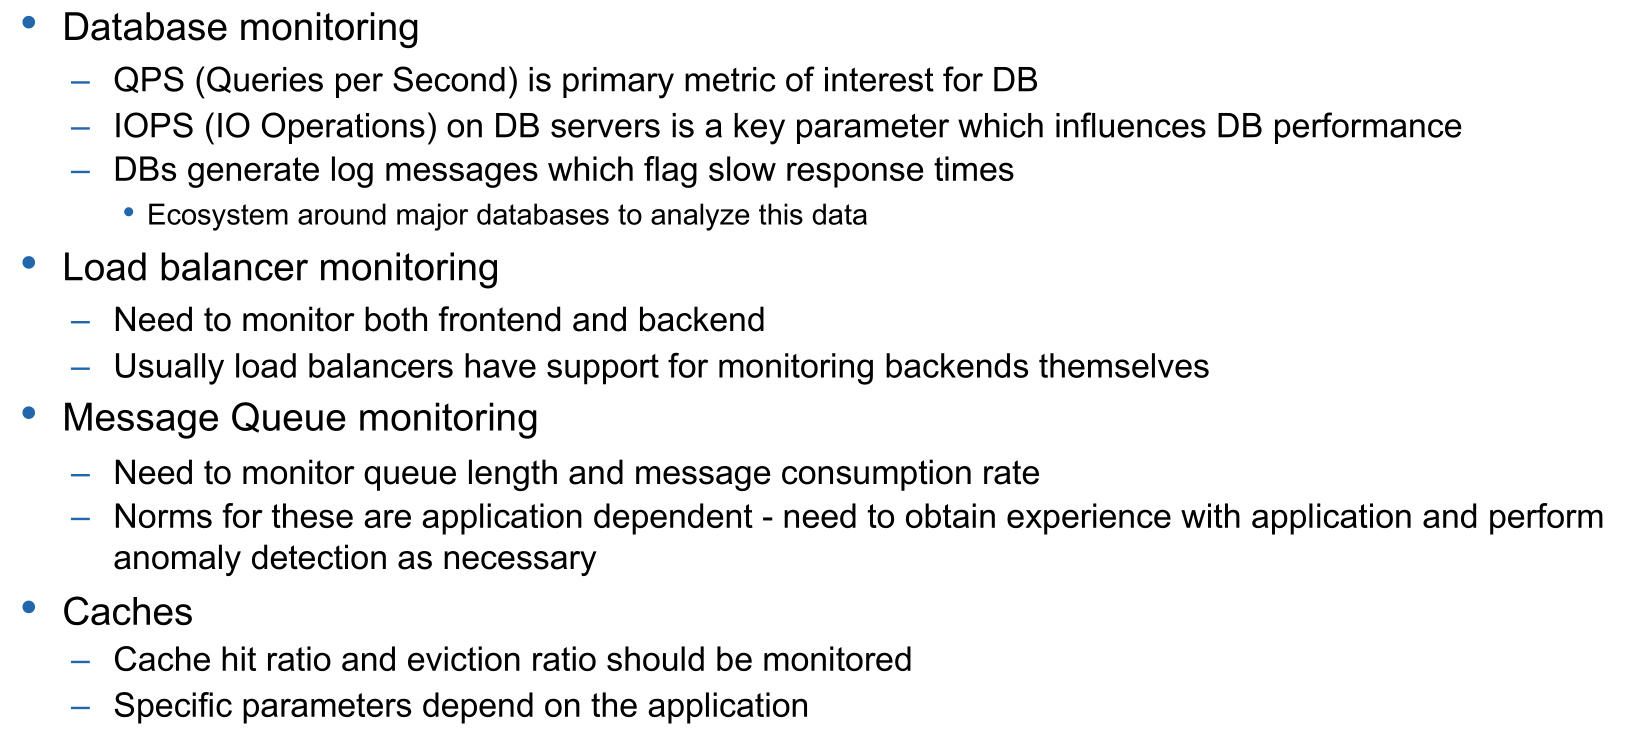 • Database monitoring
– QPS (Queries per Second) is primary metric of interest for DB
– IOPS (IO Operations) on DB servers is a key parameter which influences DB performance
– DBs generate log messages which flag slow response times
• Ecosystem around major databases to analyze this data
• Load balancer monitoring
– Need to monitor both frontend and backend
– Usually load balancers have support for monitoring backends themselves
• Message Queue monitoring
– Need to monitor queue length and message consumption rate
– Norms for these are application dependent - need to obtain experience with application and perform
anomaly detection as necessary
• Caches
– Cache hit ratio and eviction ratio should be monitored
– Specific parameters depend on the application